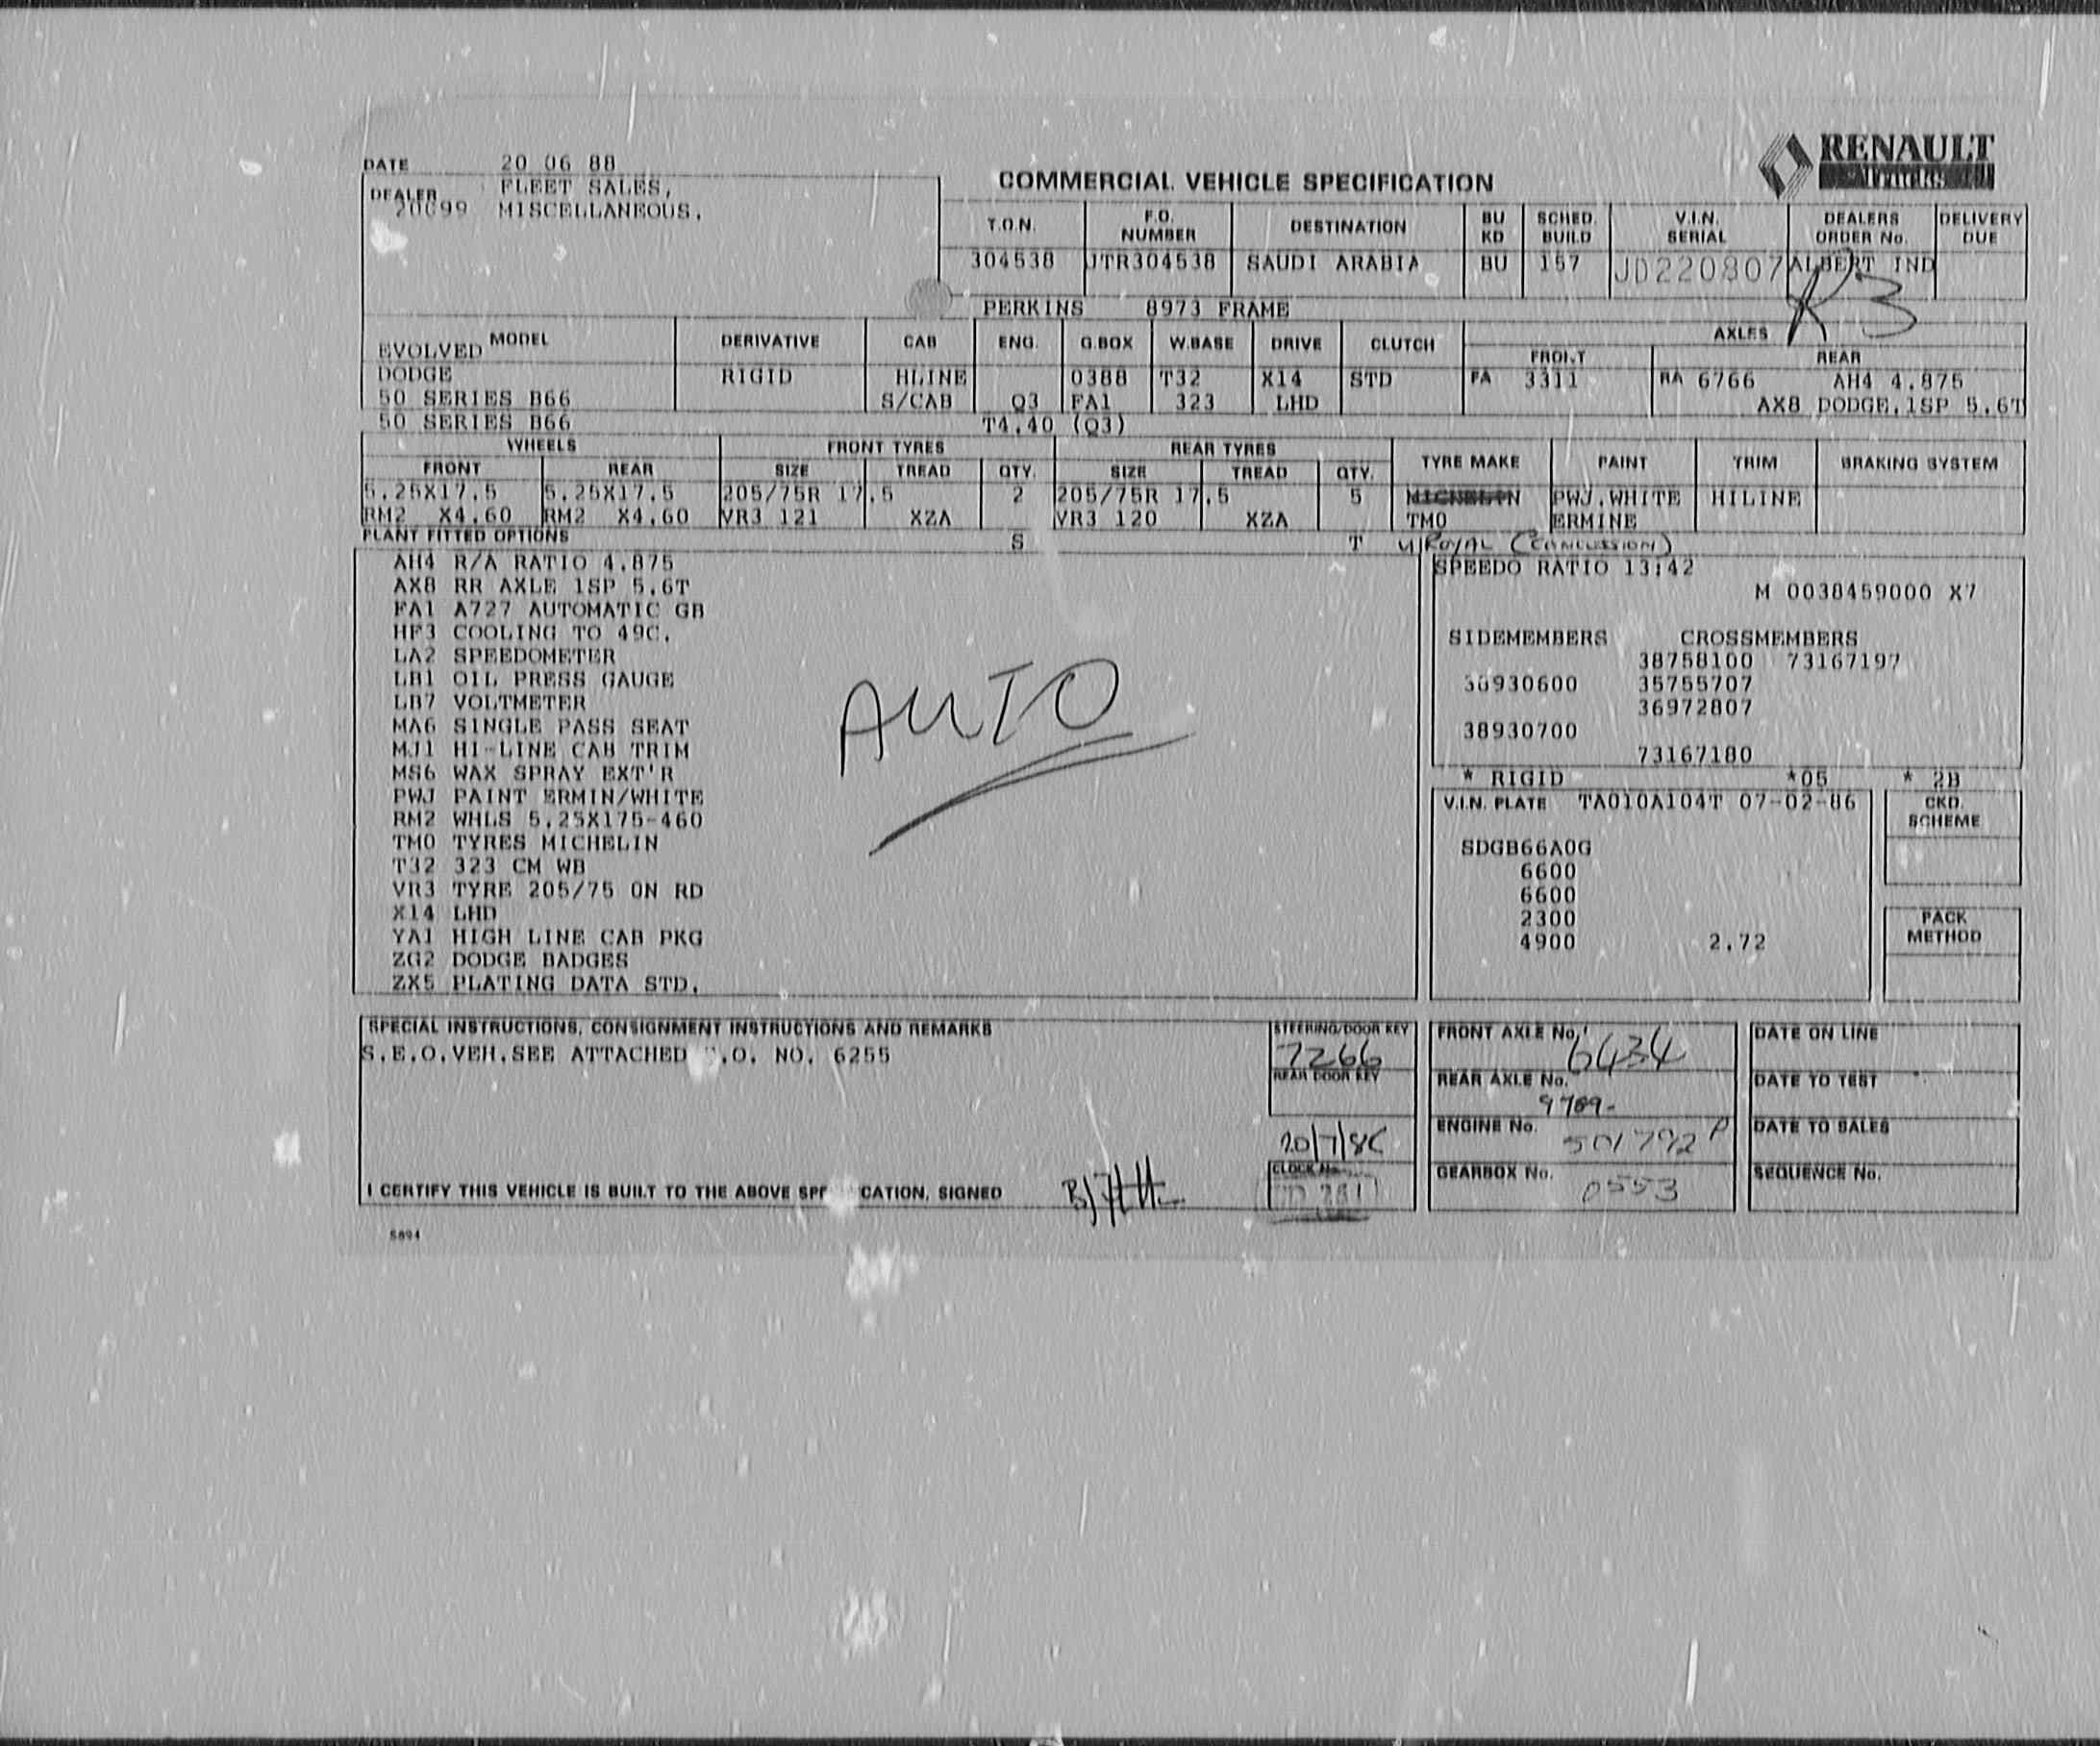 RENAULT
DATE 20 06 88
DEALER FLEET SALES,
MISCELLANEOUS.
COMMERCIAL VEHICLE SPECIFICATION
T.O.N. F.O. NUMBER DESTINATION BU KD SCHED. BUILD V.I.N. SERIAL DEALERS ORDER No. DELIVERY DUE
304538 JTR304538 SAUDI ARABIA BU 157 JD220807 ALBERT IND
R3
PERKINS 8973 FRAME
MODEL DERIVATIVE CAB ENG. G.BOX W.BASE DRIVE CLUTCH AXLES
EVOLVED FRONT REAR
DODGE RIGID HLINE 0388 T32 X14 STD FA 3311 RA 6766 AH4 4.875
50 SERIES B66 S/CAB Q3 FA1 323 LHD AX8 DODGE.1SP 5.6T
50 SERIES B66 T4.40 (Q3)
WHEELS FRONT TYRES REAR TYRES TYRE MAKE PAINT TRIM BRAKING SYSTEM
FRONT REAR SIZE TREAD QTY. SIZE TREAD QTY.
5.25X17.5 5.25X17.5 205/75R 17.5 2 205/75R 17.5 5 MICHELIN PWJ.WHITE HILINE
RM2 X4.60 RM2 X4.60 VR3 121 XZA VR3 120 XZA TM0 ERMINE
PLANT FITTED OPTIONS S T U/ROYAL (CONCESSION)
AH4 R/A RATIO 4.875
AX8 RR AXLE 1SP 5.6T
FA1 A727 AUTOMATIC GB
HF3 COOLING TO 49C.
LA2 SPEEDOMETER
LB1 OIL PRESS GAUGE
LB7 VOLTMETER
MA6 SINGLE PASS SEAT
MJ1 HI-LINE CAB TRIM
MS6 WAX SPRAY EXT'R
PWJ PAINT ERMIN/WHITE
RM2 WHLS 5.25X175-460
TM0 TYRES MICHELIN
T32 323 CM WB
VR3 TYRE 205/75 ON RD
X14 LHD
YA1 HIGH LINE CAB PKG
ZG2 DODGE BADGES
ZX5 PLATING DATA STD.
AUTO
SPEEDO RATIO 13:42
M 0038459000 X7
SIDEMEMBERS CROSSMEMBERS
38758100 73167197
35755707
36972807
38930700
73167180
* RIGID *05 * 2B
V.I.N. PLATE TA010A104T 07-02-86
SDGB66A0G
6600
6600
2300
4900 2.72
CKD. SCHEME
PACK METHOD
SPECIAL INSTRUCTIONS, CONSIGNMENT INSTRUCTIONS AND REMARKS
S.E.O.VEH.SEE ATTACHED .O. NO. 6255
I CERTIFY THIS VEHICLE IS BUILT TO THE ABOVE SPE CATION, SIGNED
STEERING/DOOR KEY
7266
REAR DOOR KEY
CLOCK No.
FRONT AXLE No. 6434
REAR AXLE No.
9789-
ENGINE No. 501792 P
GEARBOX No. 0553
DATE ON LINE
DATE TO TEST
DATE TO SALES
SEQUENCE No.
5894